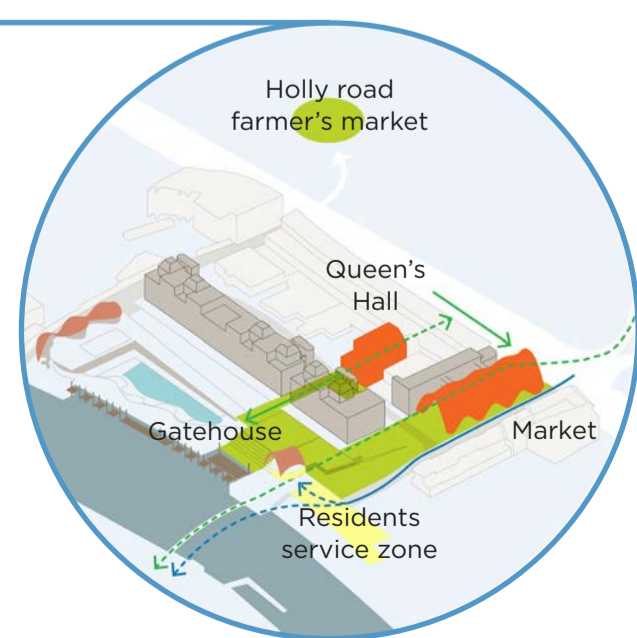 Holly road
farmer's market
Queen's
Hall
Gatehouse
Market
Residents
service zone